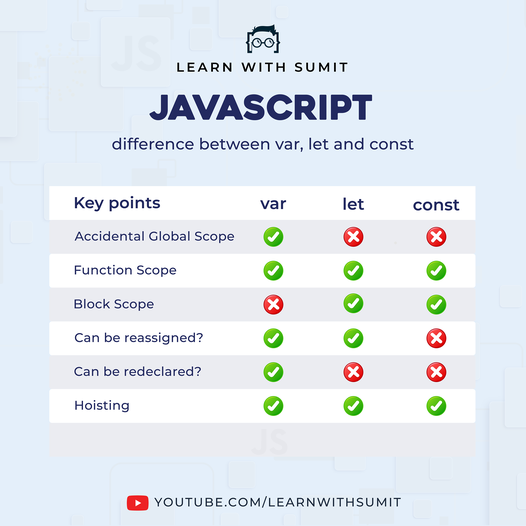 LEARN WITH SUMIT
JAVASCRIPT
difference between var, let and const
Key points var let const
Accidental Global Scope
Function Scope
Block Scope
Can be reassigned?
Can be redeclared?
Hoisting
JS
JS
YOUTUBE.COM/LEARNWITHSUMIT